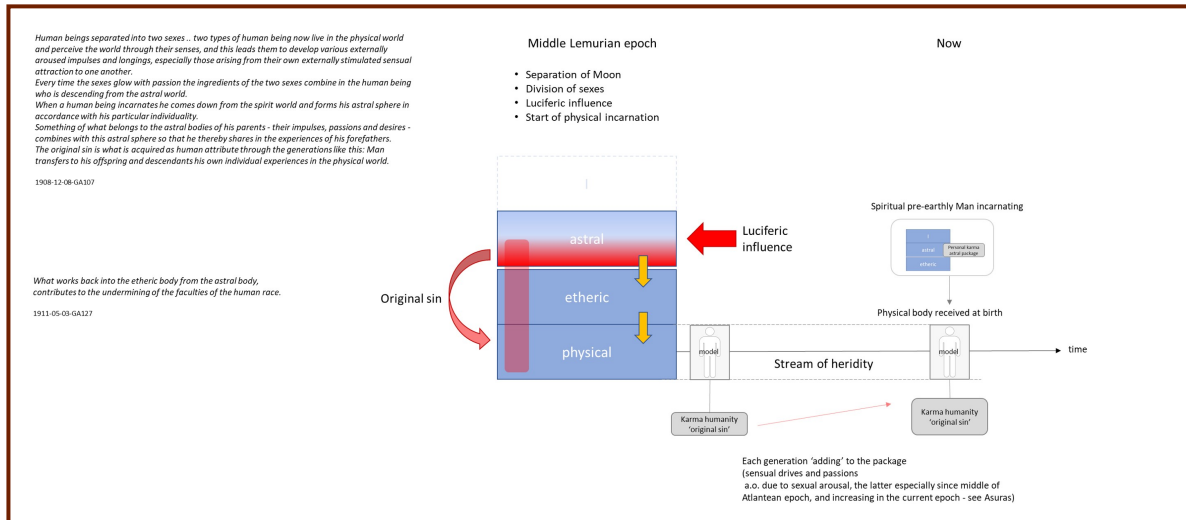 Human beings separated into two sexes .. two types of human being now live in the physical world
and perceive the world through their senses, and this leads them to develop various externally
aroused impulses and longings, especially those arising from their own externally stimulated sensual
attraction to one another.
Every time the sexes glow with passion the ingredients of the two sexes combine in the human being
who is descending from the astral world.
When a human being incarnates he comes down from the spirit world and forms his astral sphere in
accordance with his particular individuality.
Something of what belongs to the astral bodies of his parents - their impulses, passions and desires -
combines with this astral sphere so that he thereby shares in the experiences of his forefathers.
The original sin is what is acquired as human attribute through the generations like this: Man
transfers to his offspring and descendants his own individual experiences in the physical world.
1908-12-08-GA107
What works back into the etheric body from the astral body,
contributes to the undermining of the faculties of the human race.
1911-05-03-GA127
Middle Lemurian epoch
• Separation of Moon
• Division of sexes
• Luciferic influence
• Start of physical incarnation
Now
I
astral
etheric
physical
Luciferic
influence
Original sin
Spiritual pre-earthly Man incarnating
I
astral
Personal karma
astral package
etheric
Physical body received at birth
model
Stream of heridity
model
time
Karma humanity
'original sin'
Karma humanity
'original sin'
Each generation 'adding' to the package
(sensual drives and passions
a.o. due to sexual arousal, the latter especially since middle of
Atlantean epoch, and increasing in the current epoch - see Asuras)